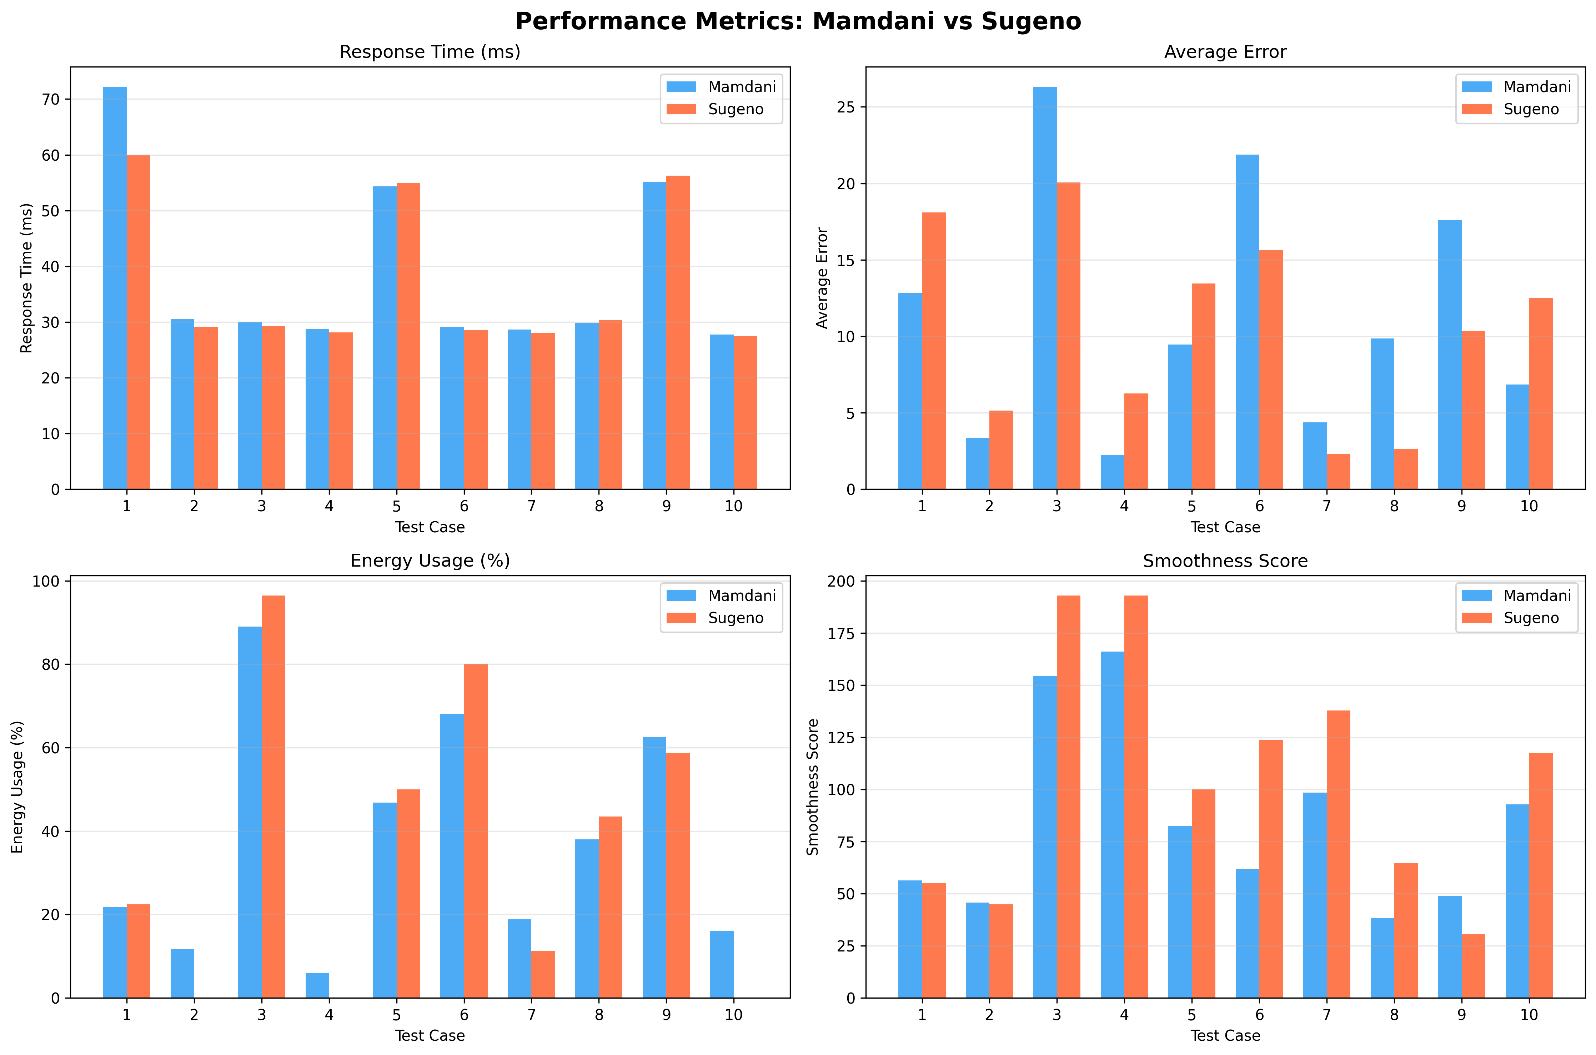 Performance Metrics: Mamdani vs Sugeno
Response Time (ms)
Mamdani
Sugeno
Response Time (ms)
70
60
50
40
30
20
10
0
1 2 3 4 5 6 7 8 9 10
Test Case
Average Error
Mamdani
Sugeno
Average Error
25
20
15
10
5
0
1 2 3 4 5 6 7 8 9 10
Test Case
Energy Usage (%)
Mamdani
Sugeno
Energy Usage (%)
100
80
60
40
20
0
1 2 3 4 5 6 7 8 9 10
Test Case
Smoothness Score
Mamdani
Sugeno
Smoothness Score
200
175
150
125
100
75
50
25
0
1 2 3 4 5 6 7 8 9 10
Test Case